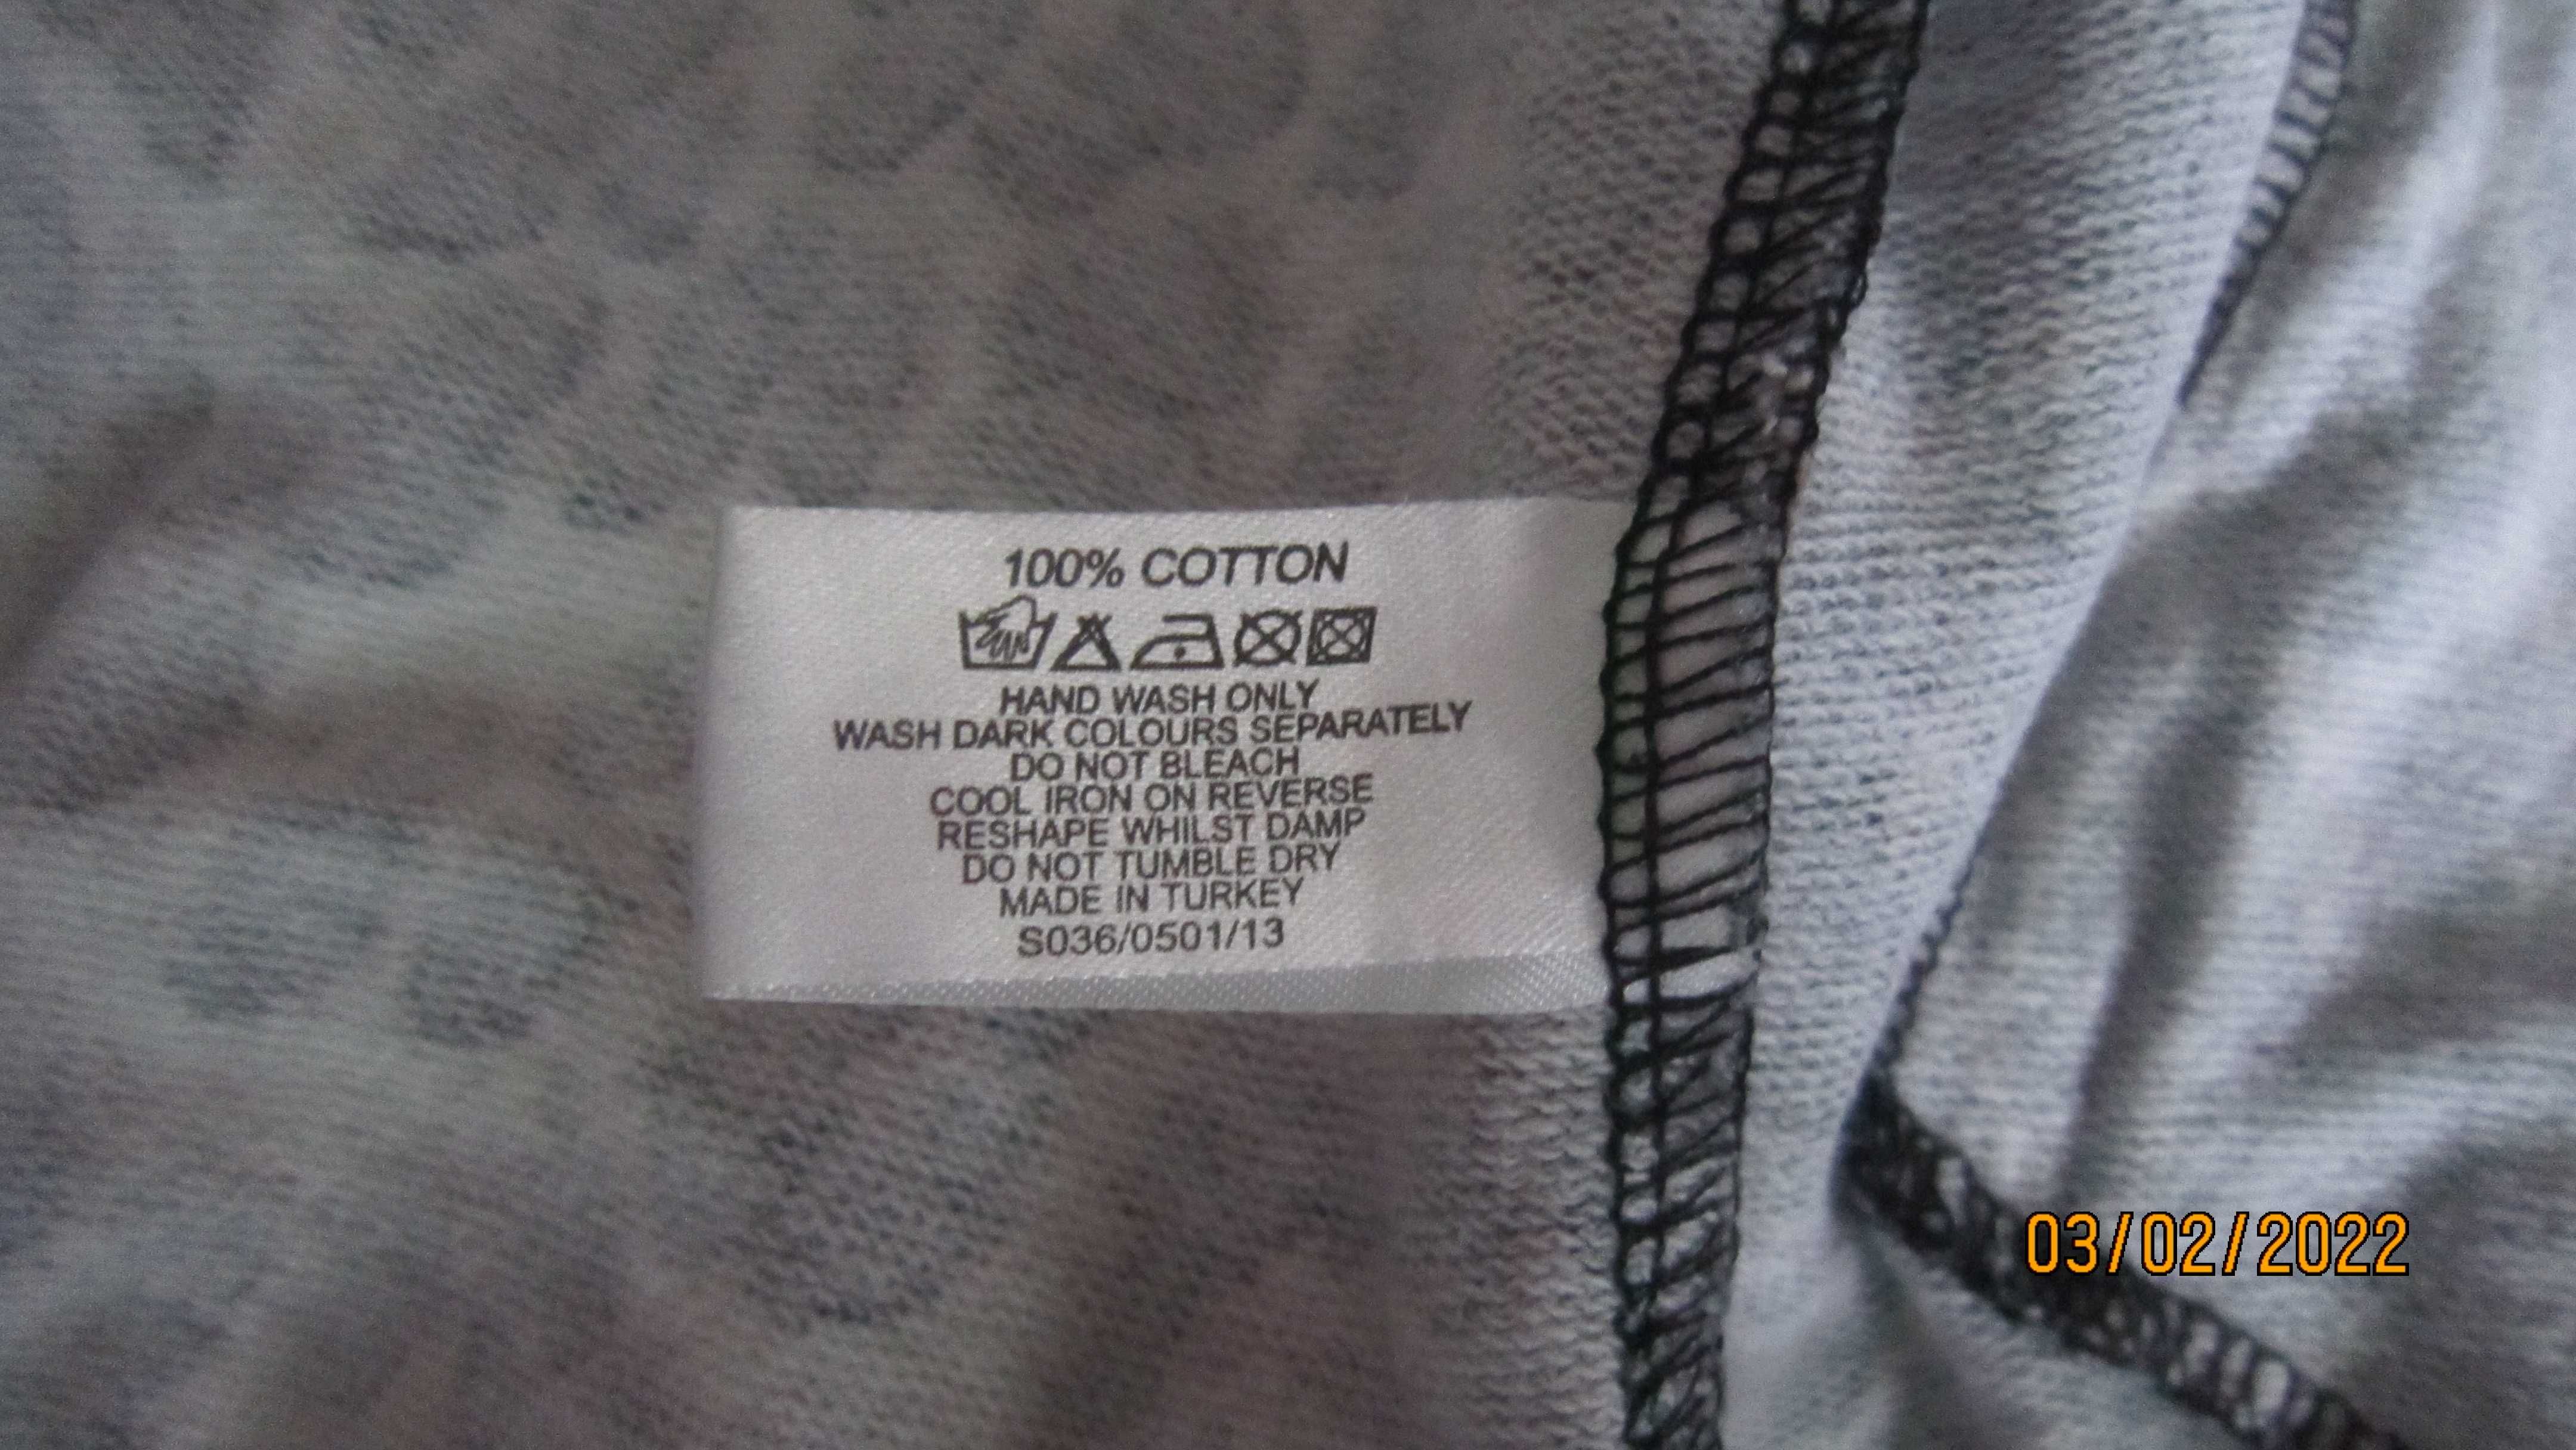 100% COTTON
HAND WASH ONLY
WASH DARK COLOURS SEPARATELY
DO NOT BLEACH
COOL IRON ON REVERSE
RESHAPE WHILST DAMP
DO NOT TUMBLE DRY
MADE IN TURKEY
S036/0501/13
03/02/2022